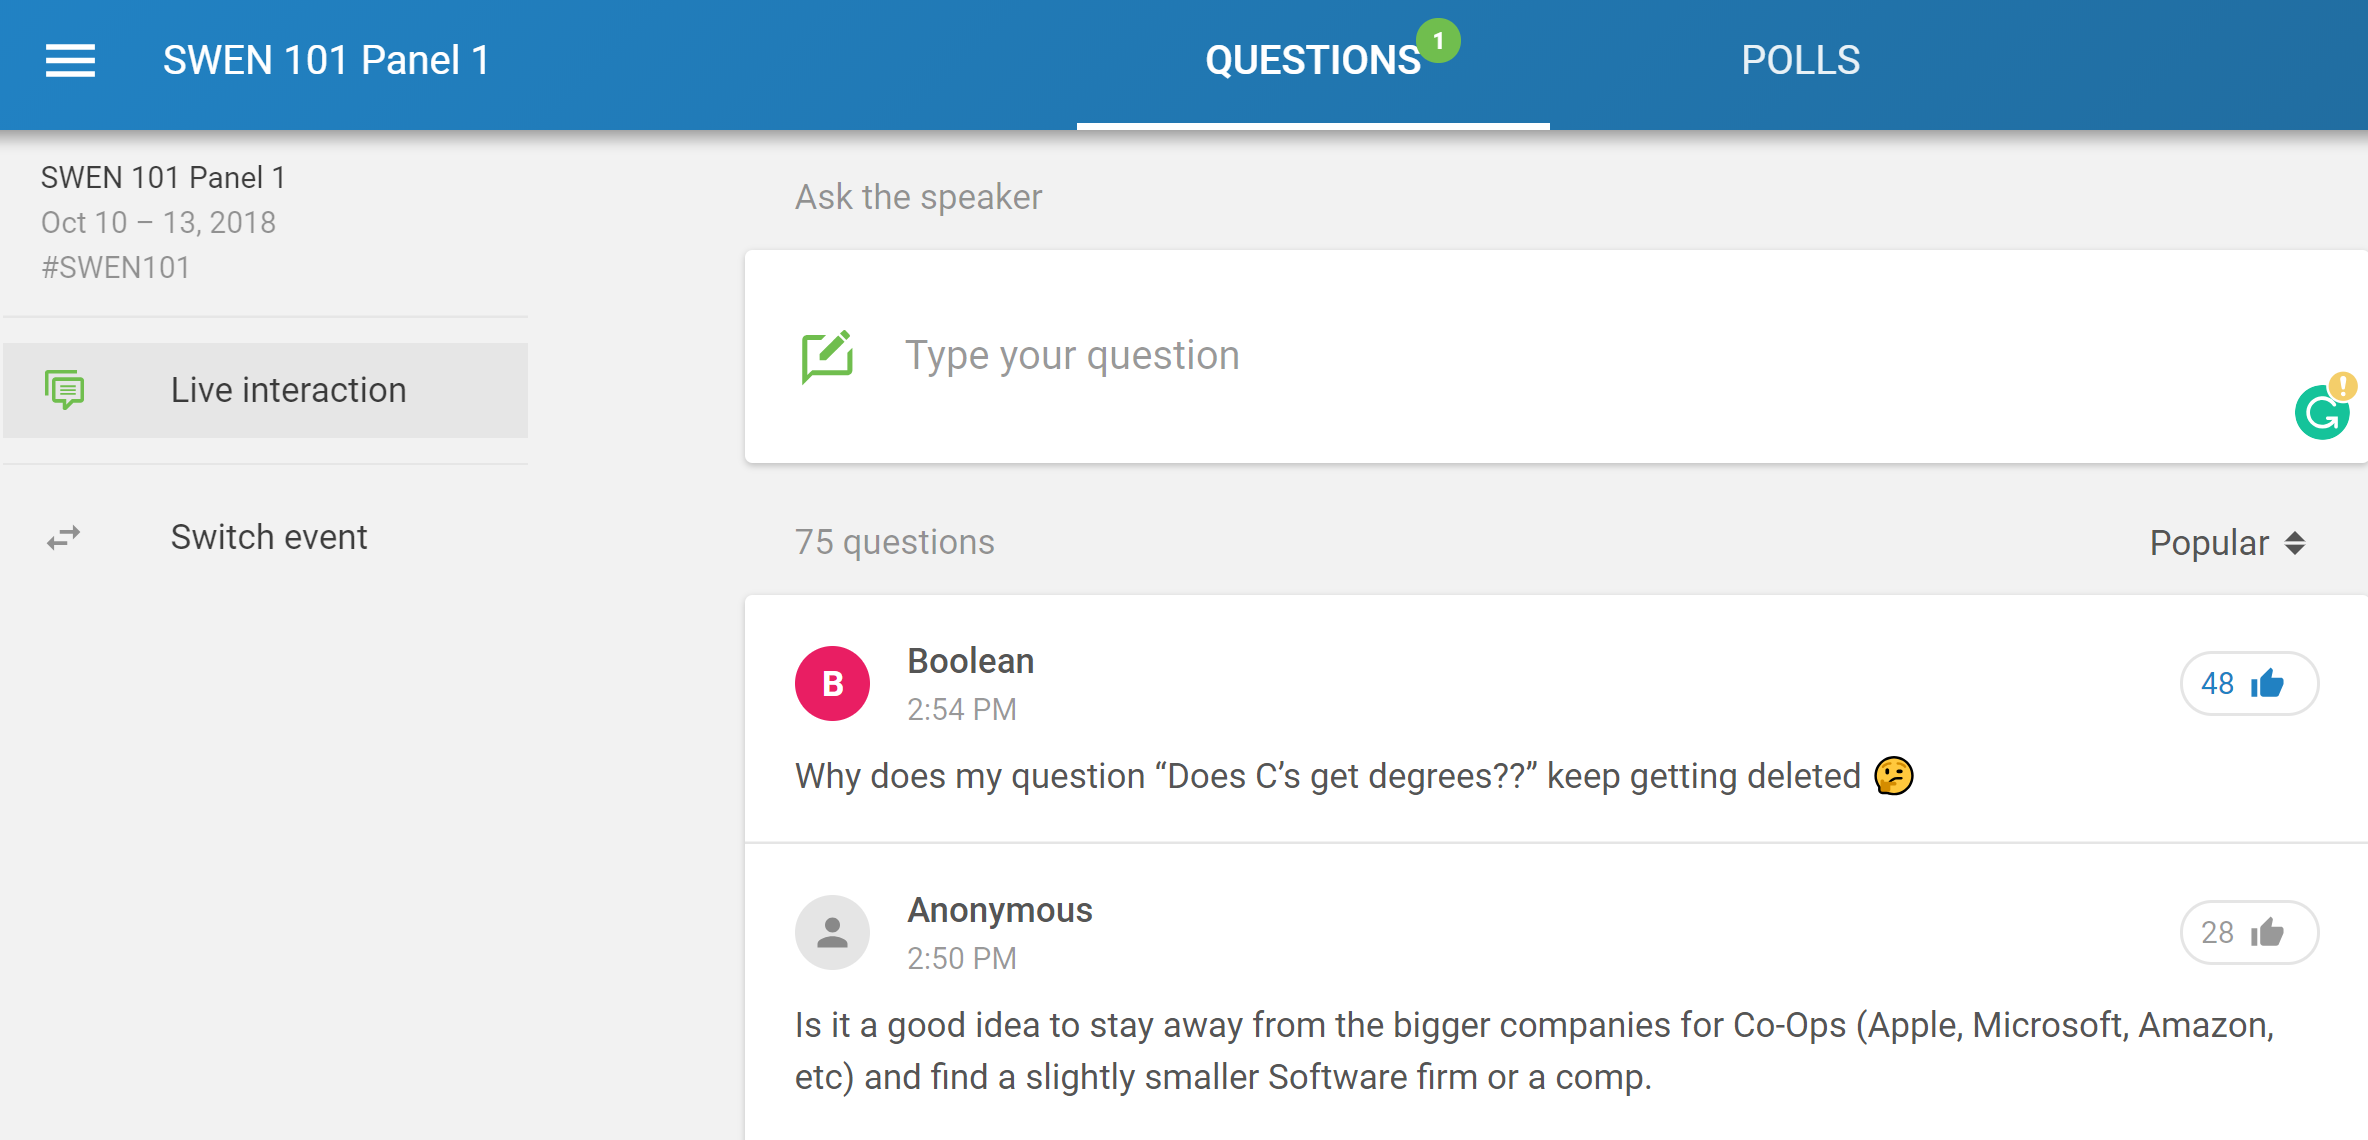 SWEN 101 Panel 1
QUESTIONS
1
POLLS
SWEN 101 Panel 1
Oct 10 – 13, 2018
#SWEN101
Live interaction
Switch event
Ask the speaker
Type your question
75 questions
Popular
B
Boolean
2:54 PM
48
Why does my question “Does C’s get degrees??” keep getting deleted 🤔
Anonymous
2:50 PM
28
Is it a good idea to stay away from the bigger companies for Co-Ops (Apple, Microsoft, Amazon,
etc) and find a slightly smaller Software firm or a comp.